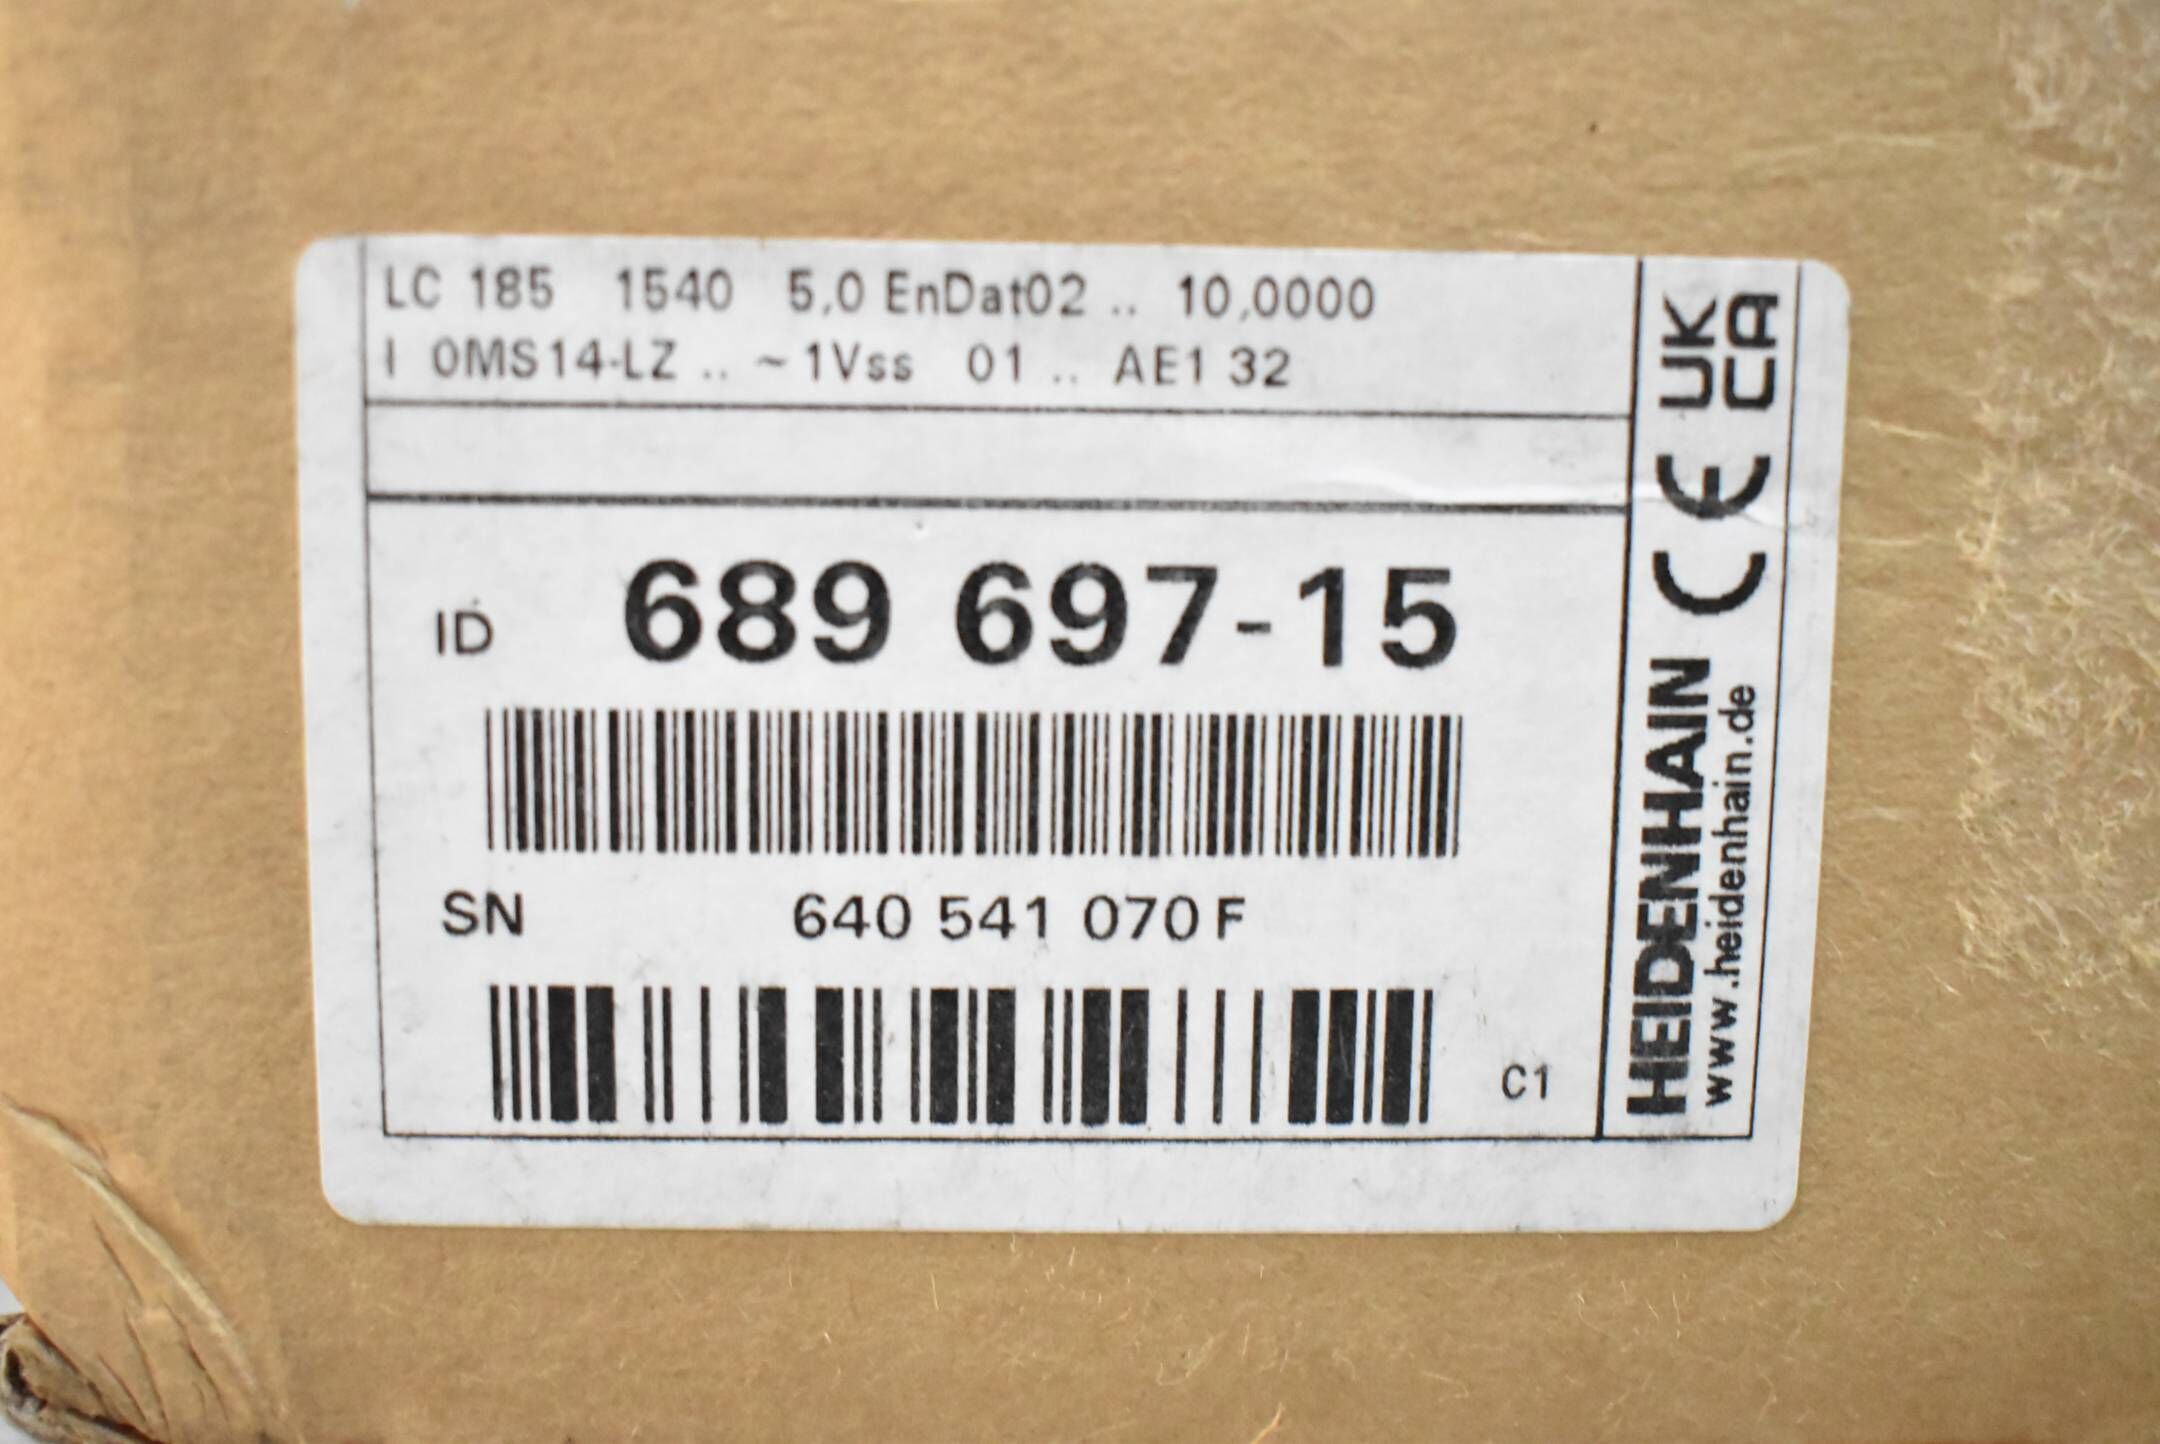 LC 185 1540 5,0 EnDat02 .. 10,0000
I 0MS14-LZ .. ~1Vss 01 .. AE1 32
ID 689 697-15
SN 640 541 070F
C1
HEIDENHAIN CE UK CA
www.heidenhain.de